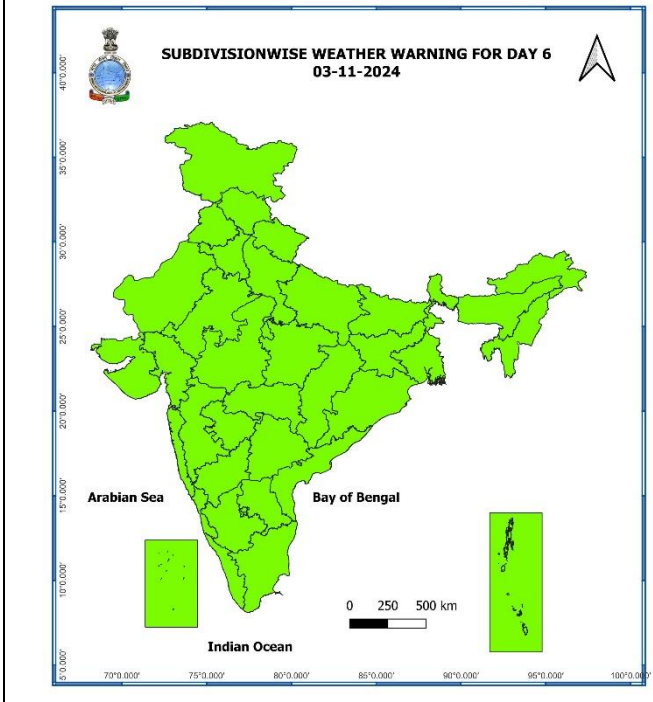 SUBDIVISIONWISE WEATHER WARNING FOR DAY 6
03-11-2024
40°0.000'
35°0.000'
30°0.000'
25°0.000'
20°0.000'
15°0.000'
10°0.000'
5°0.000'
Arabian Sea
Bay of Bengal
0 250 500 km
Indian Ocean
70°0.000' 75°0.000' 80°0.000' 85°0.000' 90°0.000' 95°0.000' 100°0.000'